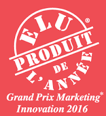 ELU
PRODUIT
DE
L'ANNÉE
Grand Prix Marketing®
Innovation 2016